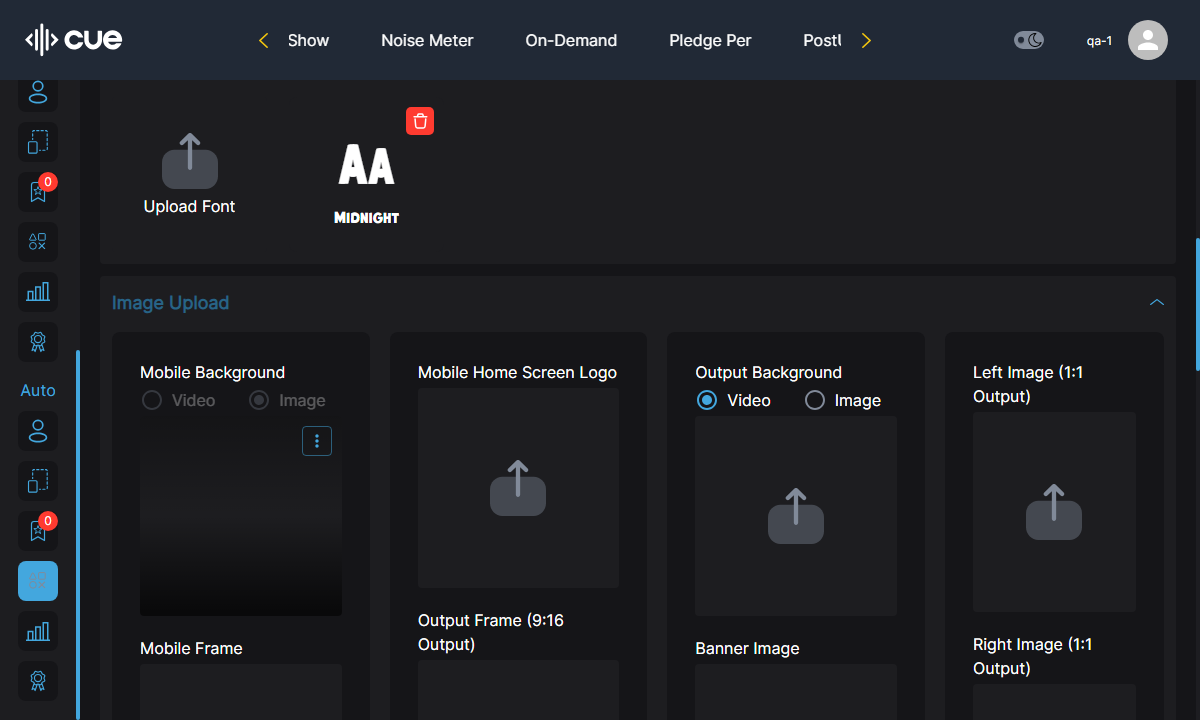 cue
Show
Noise Meter
On-Demand
Pledge Per
qa-1
0
Auto
0
Upload Font
AA
MIDNIGHT
Image Upload
Mobile Background
Video
Image
Mobile Home Screen Logo
Output Background
Video
Image
Left Image (1:1
Output)
Mobile Frame
Output Frame (9:16
Output)
Banner Image
Right Image (1:1
Output)